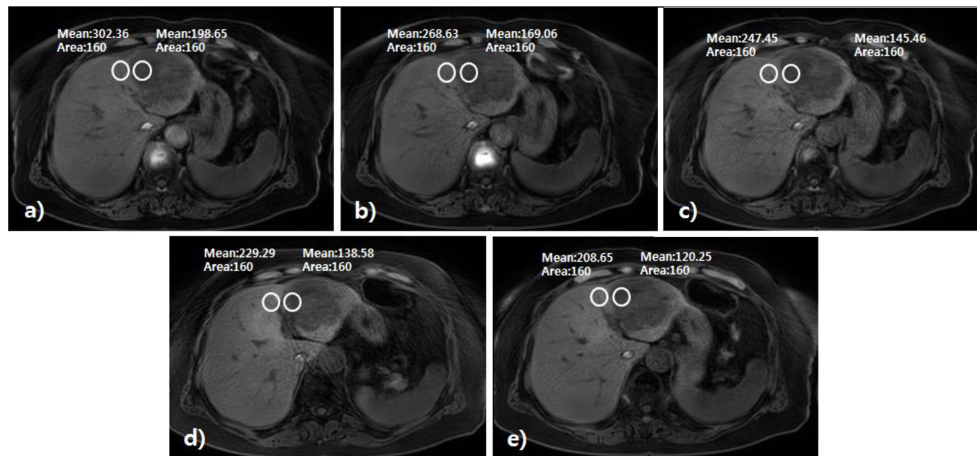 Mean:302.36 Mean:198.65
Area:160 Area:160
a)
Mean:268.63 Mean:169.06
Area:160 Area:160
b)
Mean:247.45 Mean:145.46
Area:160 Area:160
c)
Mean:229.29 Mean:138.58
Area:160 Area:160
d)
Mean:208.65 Mean:120.25
Area:160 Area:160
e)